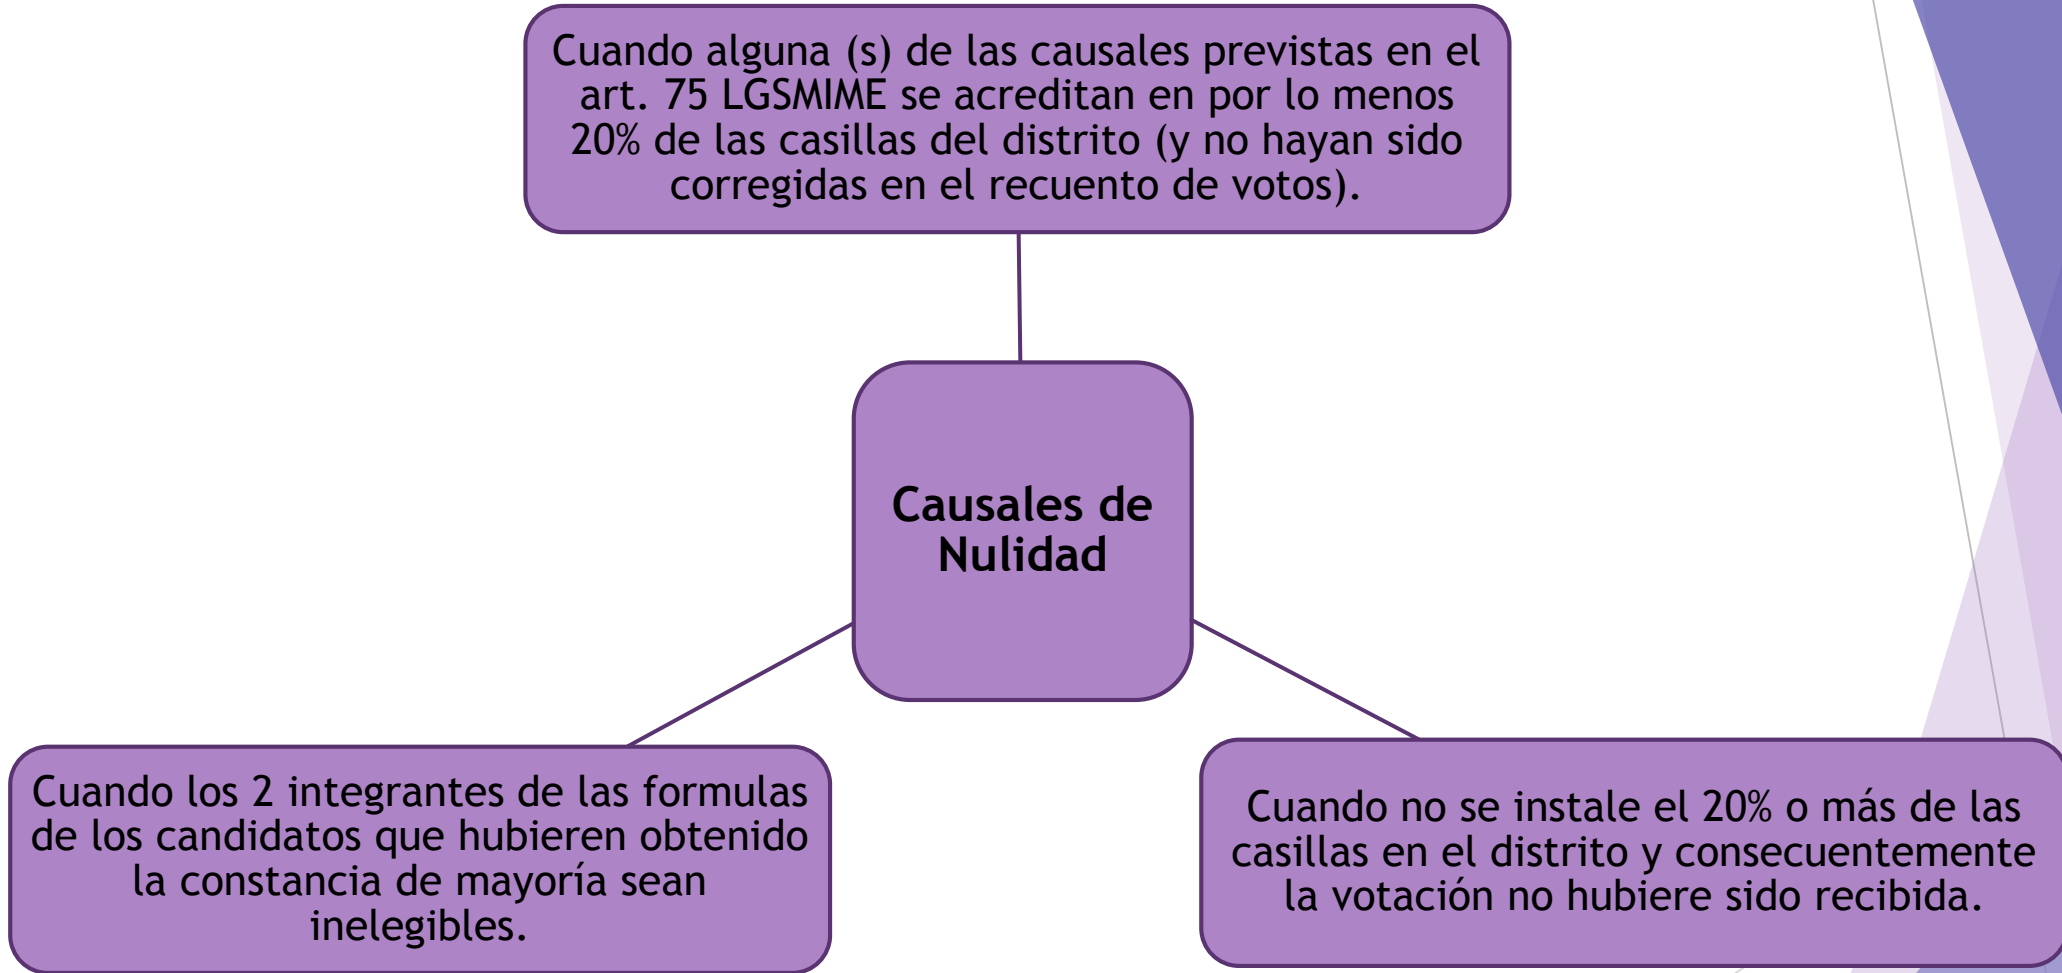 Cuando alguna (s) de las causales previstas en el
art. 75 LGSMIME se acreditan en por lo menos
20% de las casillas del distrito (y no hayan sido
corregidas en el recuento de votos).
Causales de
Nulidad
Cuando los 2 integrantes de las formulas
de los candidatos que hubieren obtenido
la constancia de mayoría sean
inelegibles.
Cuando no se instale el 20% o más de las
casillas en el distrito y consecuentemente
la votación no hubiere sido recibida.